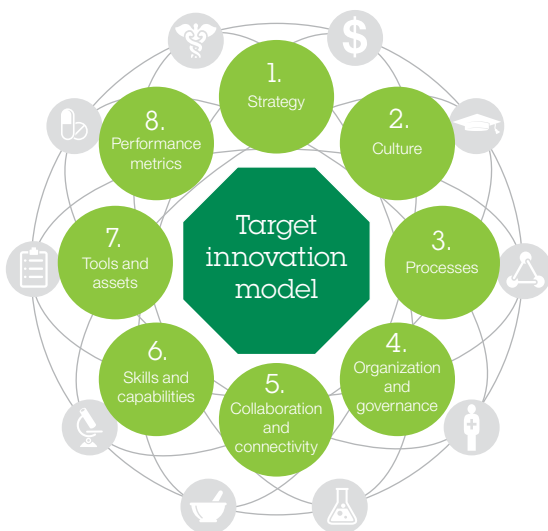 1.
Strategy
2.
Culture
3.
Processes
4.
Organization
and
governance
5.
Collaboration
and
connectivity
6.
Skills and
capabilities
7.
Tools and
assets
8.
Performance
metrics
Target
innovation
model
$